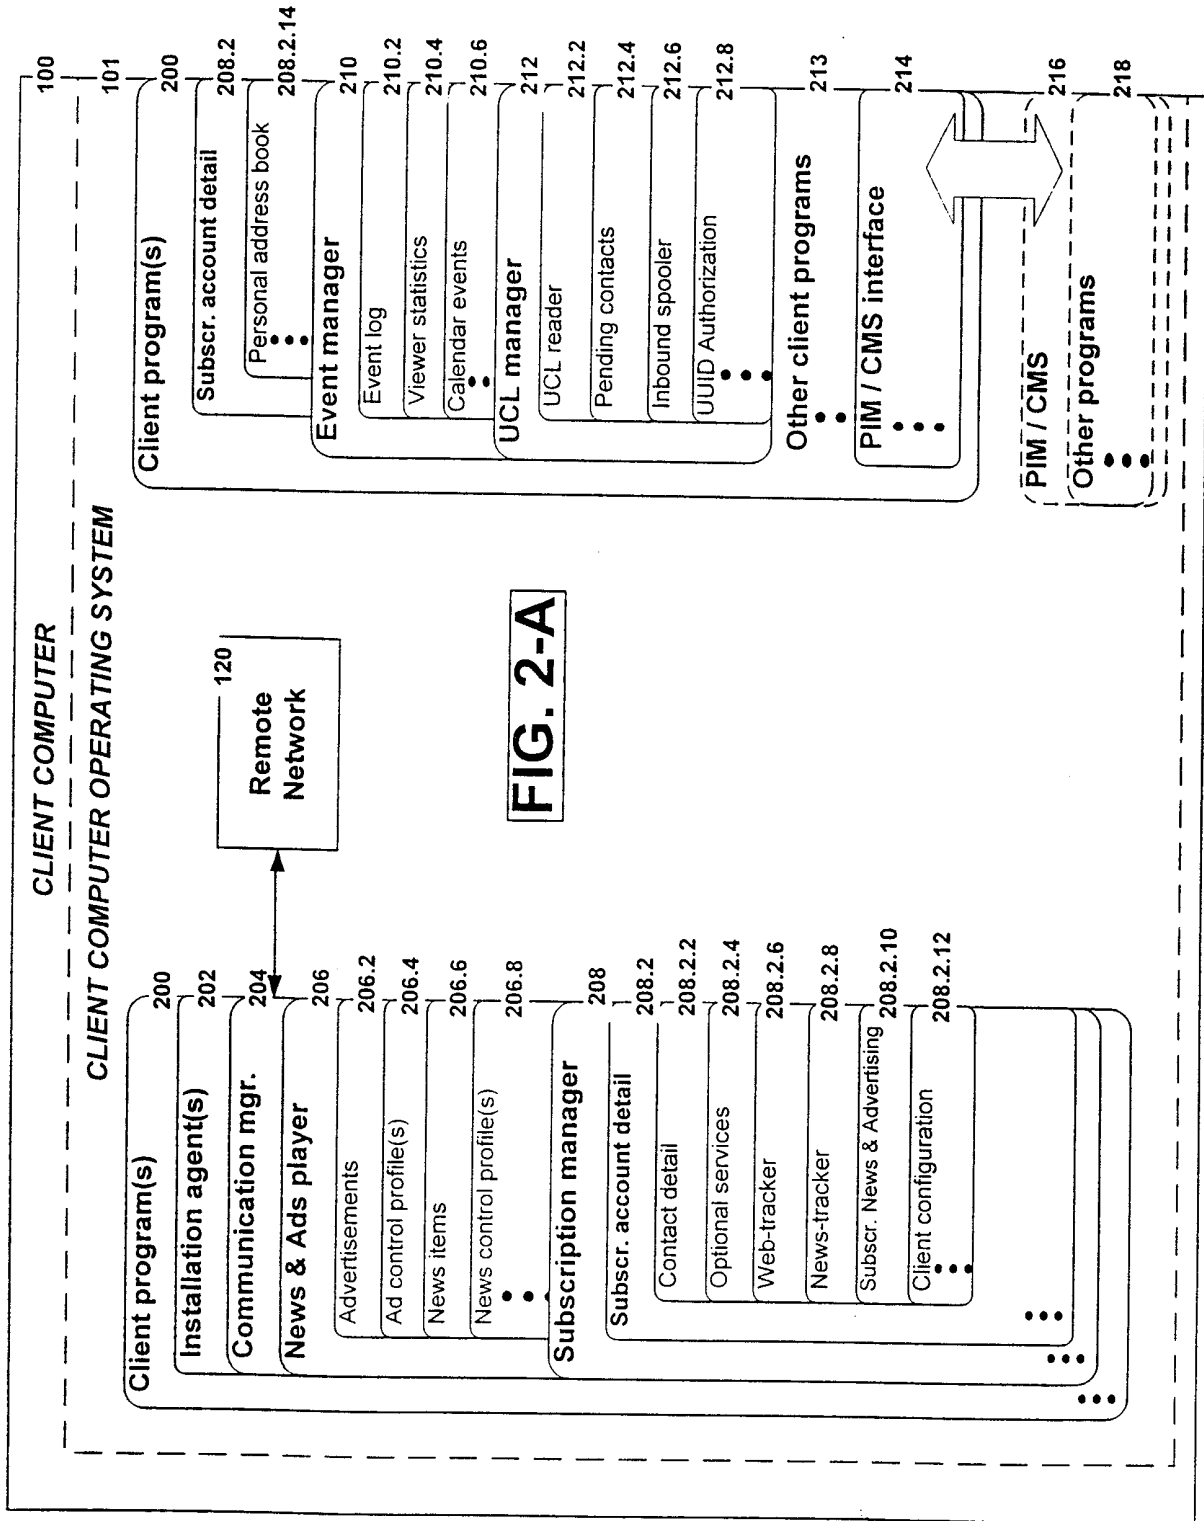 CLIENT COMPUTER
100
CLIENT COMPUTER OPERATING SYSTEM
101
Client program(s)
200
Installation agent(s)
202
Communication mgr.
204
News & Ads player
206
Advertisements
206.2
Ad control profile(s)
206.4
News items
206.6
News control profile(s)
206.8
Subscription manager
208
Subscr. account detail
208.2
Contact detail
208.2.2
Optional services
208.2.4
Web-tracker
208.2.6
News-tracker
208.2.8
Subscr. News & Advertising
208.2.10
Client configuration
208.2.12
120
Remote
Network
FIG. 2-A
Client program(s)
200
Subscr. account detail
208.2
Personal address book
208.2.14
Event manager
210
Event log
210.2
Viewer statistics
210.4
Calendar events
210.6
UCL manager
212
UCL reader
212.2
Pending contacts
212.4
Inbound spooler
212.6
UUID Authorization
212.8
Other client programs
213
PIM / CMS interface
214
PIM / CMS
216
Other programs
218